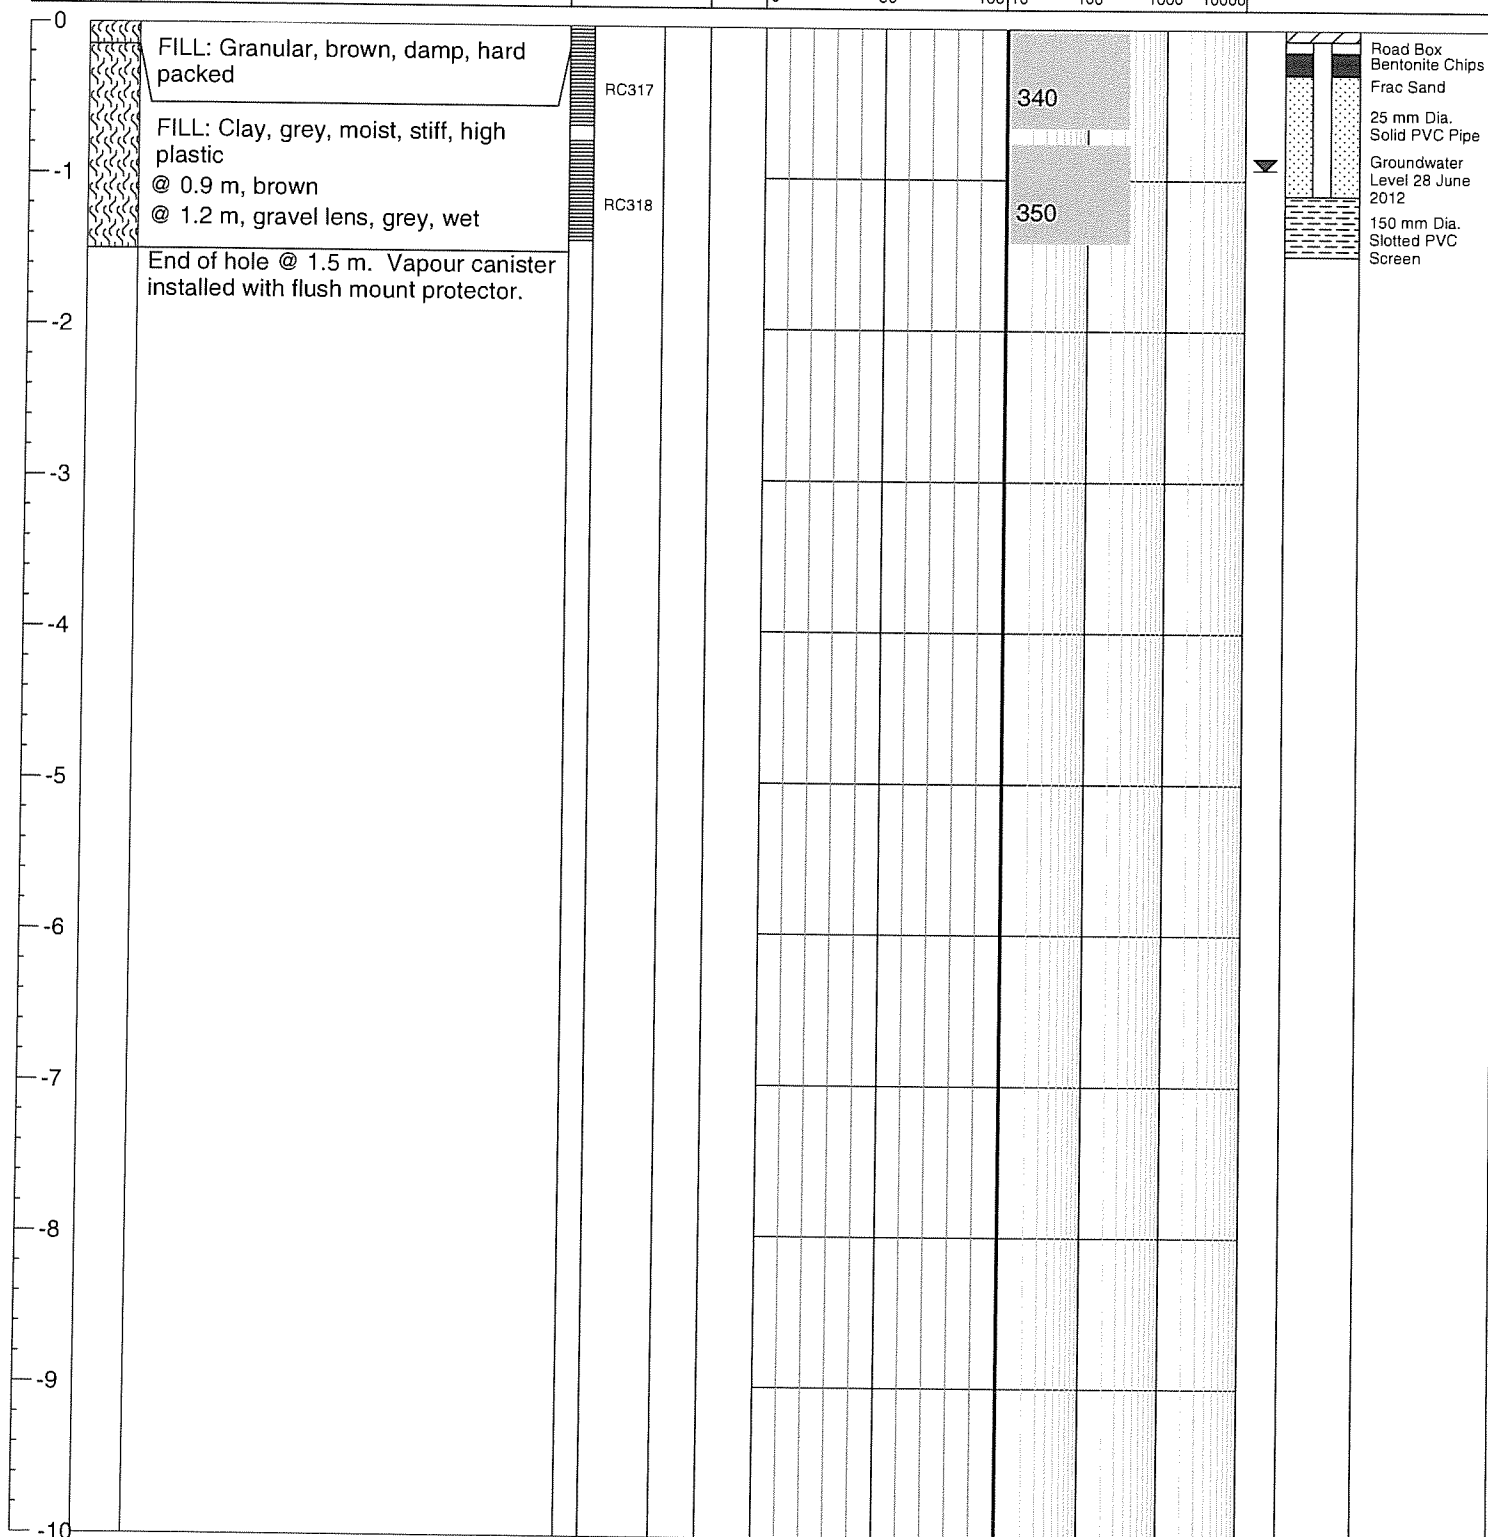 0
FILL: Granular, brown, damp, hard
packed
FILL: Clay, grey, moist, stiff, high
plastic
@ 0.9 m, brown
@ 1.2 m, gravel lens, grey, wet
End of hole @ 1.5 m. Vapour canister
installed with flush mount protector.
RC317
RC318
340
350
Road Box
Bentonite Chips
Frac Sand
25 mm Dia.
Solid PVC Pipe
Groundwater
Level 28 June
2012
150 mm Dia.
Slotted PVC
Screen
-1
-2
-3
-4
-5
-6
-7
-8
-9
-10